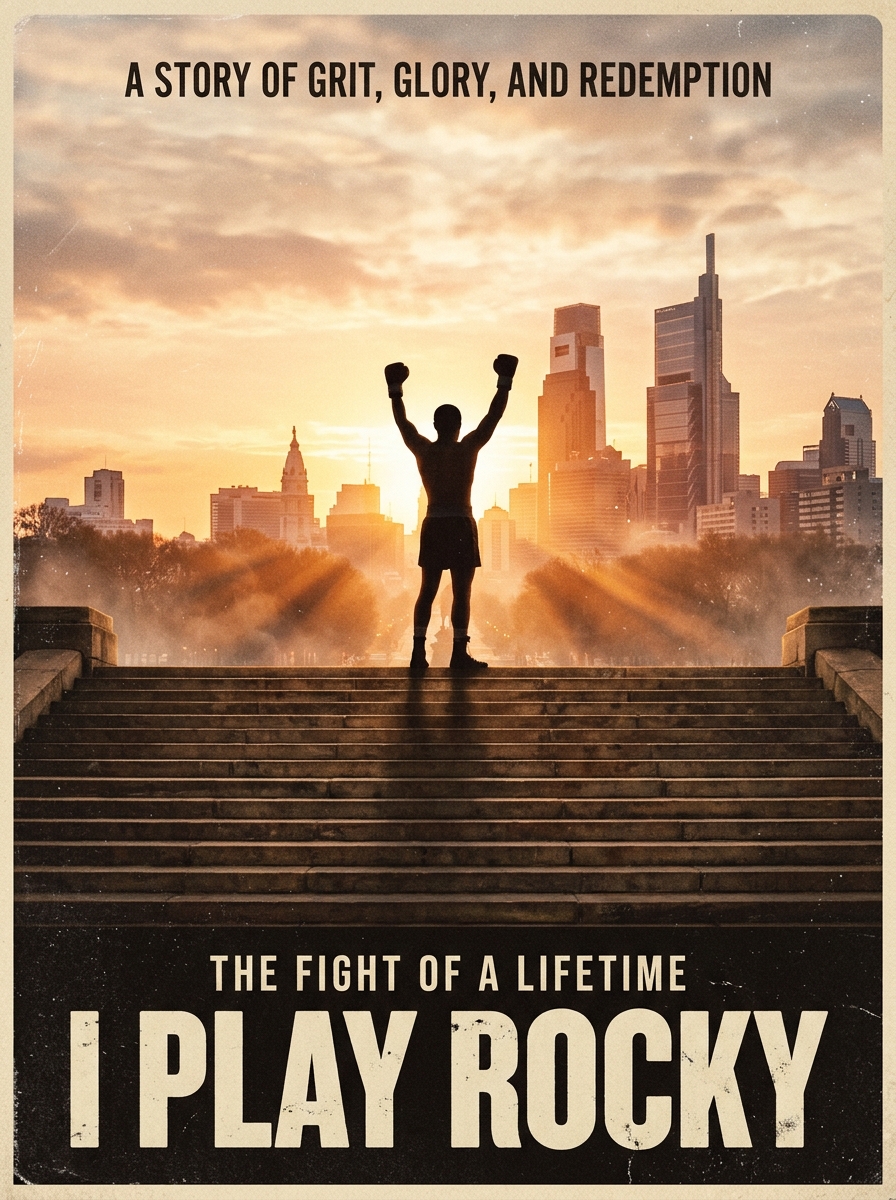 A STORY OF GRIT, GLORY, AND REDEMPTION
THE FIGHT OF A LIFETIME
I PLAY ROCKY